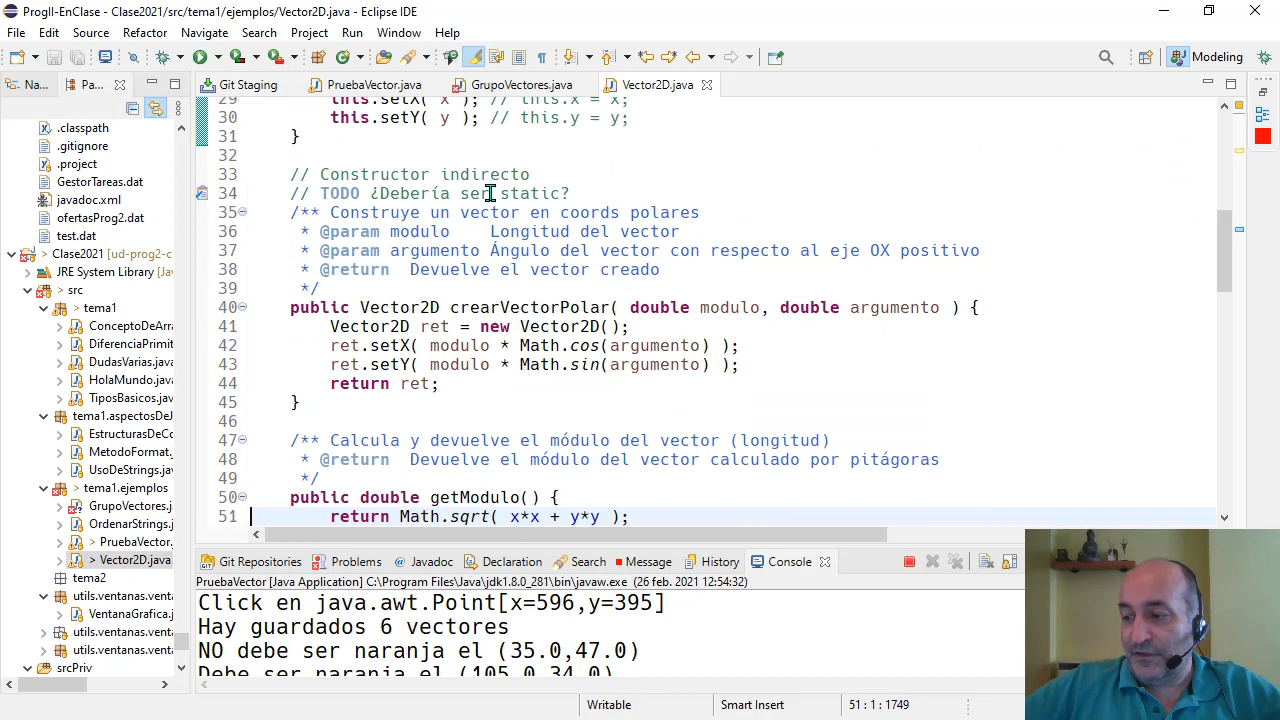 ProgII-EnClase - Clase2021/src/tema1/ejemplos/Vector2D.java - Eclipse IDE
File Edit Source Refactor Navigate Search Project Run Window Help
Modeling
Na... Pa...
Git Staging PruebaVector.java GrupoVectores.java Vector2D.java
.classpath
.gitignore
.project
GestorTareas.dat
javadoc.xml
ofertasProg2.dat
test.dat
Clase2021 [ud-prog2-c
JRE System Library [Jav
src
tema1
ConceptoDeArra
DiferenciaPrimit
DudasVarias.java
HolaMundo.java
TiposBasicos.java
tema1.aspectosDeJ
EstructurasDeCo
MetodoFormat.j
UsoDeStrings.jav
tema1.ejemplos
GrupoVectores.j
OrdenarStrings.j
> PruebaVector.
> Vector2D.java
tema2
utils.ventanas.venta
VentanaGrafica.j
utils.ventanas.venta
utils.ventanas.venta
srcPriv
29 this.setX( x ); // this.x = x;
30 this.setY( y ); // this.y = y;
31 }
32
33 // Constructor indirecto
34 // TODO ¿Debería ser static?
35 /** Construye un vector en coords polares
36 * @param modulo Longitud del vector
37 * @param argumento Ángulo del vector con respecto al eje OX positivo
38 * @return Devuelve el vector creado
39 */
40 public Vector2D crearVectorPolar( double modulo, double argumento ) {
41 Vector2D ret = new Vector2D();
42 ret.setX( modulo * Math.cos(argumento) );
43 ret.setY( modulo * Math.sin(argumento) );
44 return ret;
45 }
46
47 /** Calcula y devuelve el módulo del vector (longitud)
48 * @return Devuelve el módulo del vector calculado por pitágoras
49 */
50 public double getModulo() {
51 return Math.sqrt( x*x + y*y );
Git Repositories Problems Javadoc Declaration Search Message History Console
PruebaVector [Java Application] C:\Program Files\Java\jdk1.8.0_281\bin\javaw.exe (26 feb. 2021 12:54:32)
Click en java.awt.Point[x=596,y=395]
Hay guardados 6 vectores
NO debe ser naranja el (35.0,47.0)
Debe ser naranja el (105.0,34.0)
Writable Smart Insert 51 : 1 : 1749